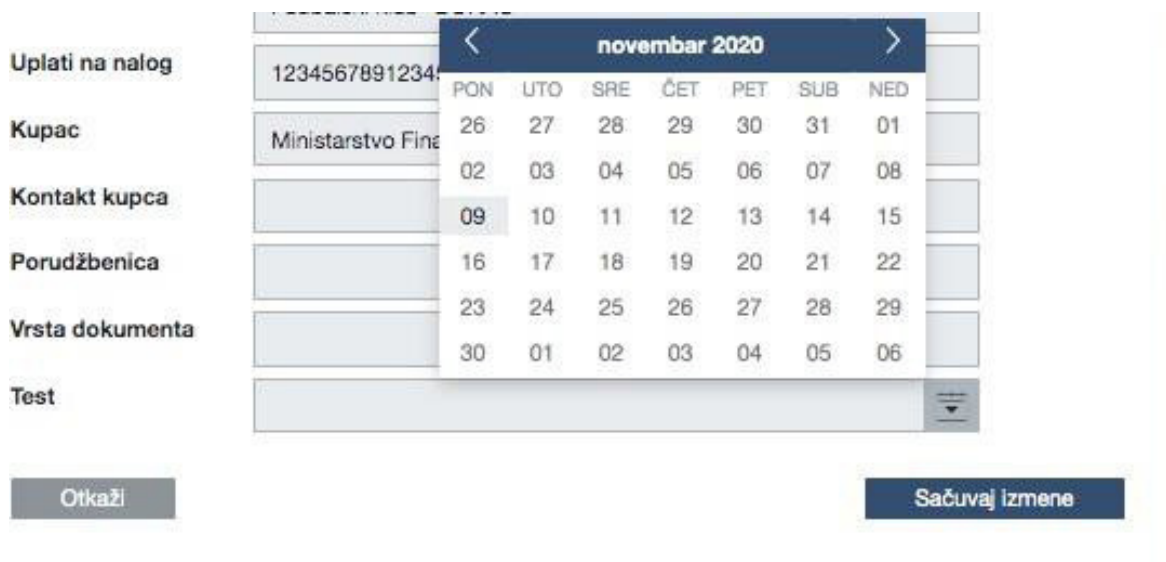 novembar 2020
Uplati na nalog
12345678912345
PON UTO SRE ČET PET SUB NED
26 27 28 29 30 31 01
Kupac
Ministarstvo Fina
02 03 04 05 06 07 08
Kontakt kupca
09 10 11 12 13 14 15
Porudžbenica
16 17 18 19 20 21 22
23 24 25 26 27 28 29
Vrsta dokumenta
30 01 02 03 04 05 06
Test
Otkaži
Sačuvaj izmene